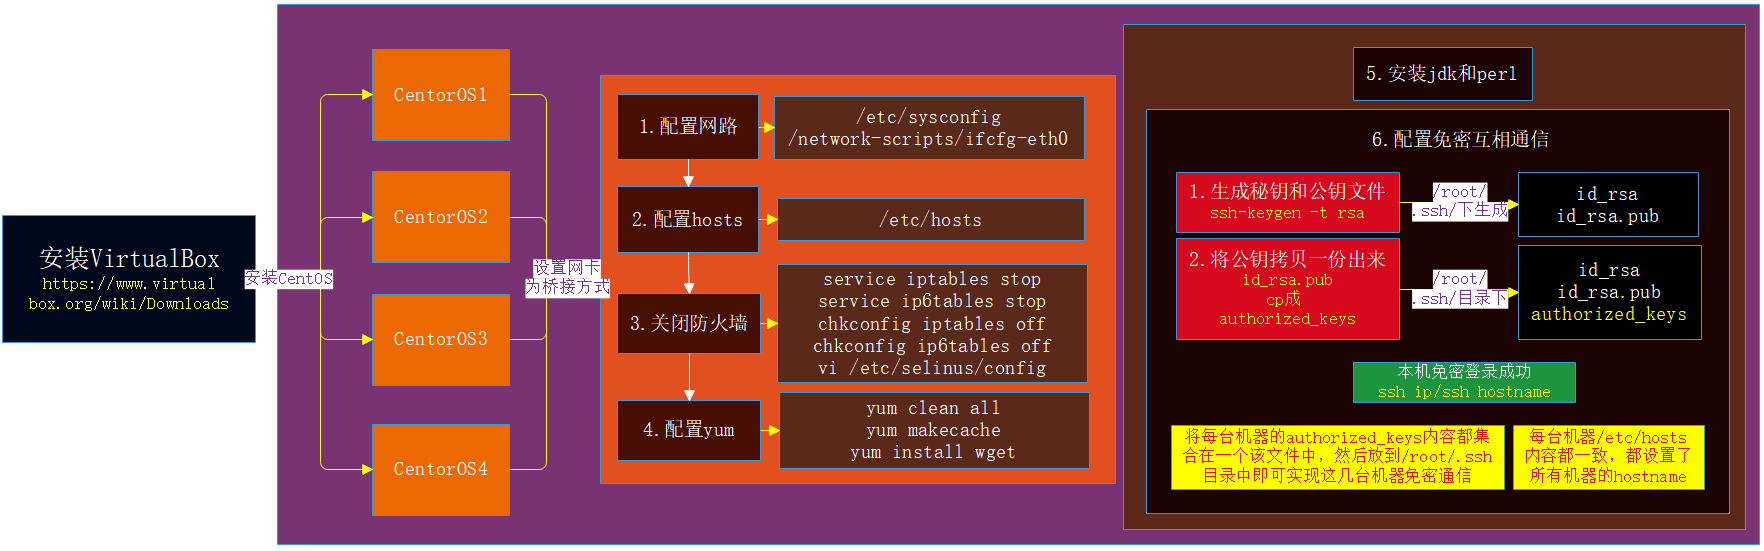 安装VirtualBox
https://www.virtual
box.org/wiki/Downloads
安装CentOS
CentorOS1
CentorOS2
CentorOS3
CentorOS4
设置网卡
为桥接方式
1.配置网路
/etc/sysconfig
/network-scripts/ifcfg-eth0
2.配置hosts
/etc/hosts
3.关闭防火墙
service iptables stop
service ip6tables stop
chkconfig iptables off
chkconfig ip6tables off
vi /etc/selinus/config
4.配置yum
yum clean all
yum makecache
yum install wget
5.安装jdk和perl
6.配置免密互相通信
1.生成秘钥和公钥文件
ssh-keygen -t rsa
/root/
.ssh/下生成
id_rsa
id_rsa.pub
2.将公钥拷贝一份出来
id_rsa.pub
cp成
authorized_keys
/root/
.ssh/目录下
id_rsa
id_rsa.pub
authorized_keys
本机免密登录成功
ssh ip/ssh hostname
将每台机器的authorized_keys内容都集
合在一个该文件中，然后放到/root/.ssh
目录中即可实现这几台机器免密通信
每台机器/etc/hosts
内容都一致，都设置了
所有机器的hostname